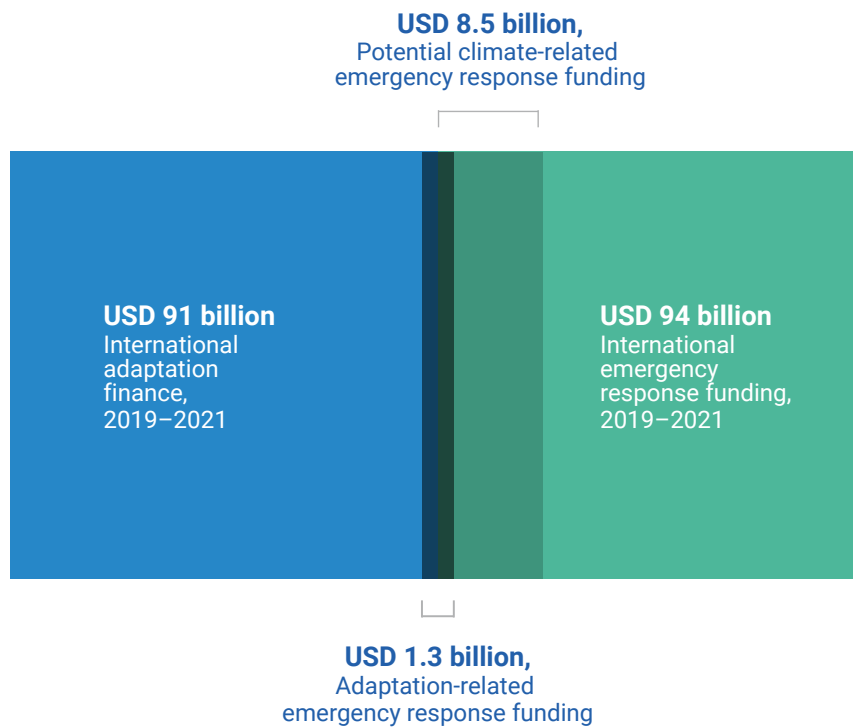 USD 8.5 billion,
Potential climate-related
emergency response funding
USD 91 billion
International
adaptation
finance,
2019–2021
USD 94 billion
International
emergency
response funding,
2019–2021
USD 1.3 billion,
Adaptation-related
emergency response funding